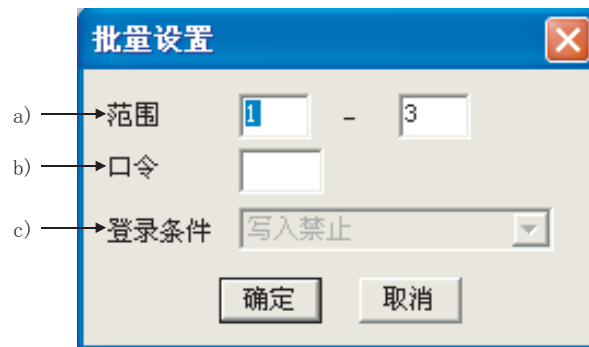 批量设置
a) 范围 1 - 3
b) 口令
c) 登录条件 写入禁止
确定 取消